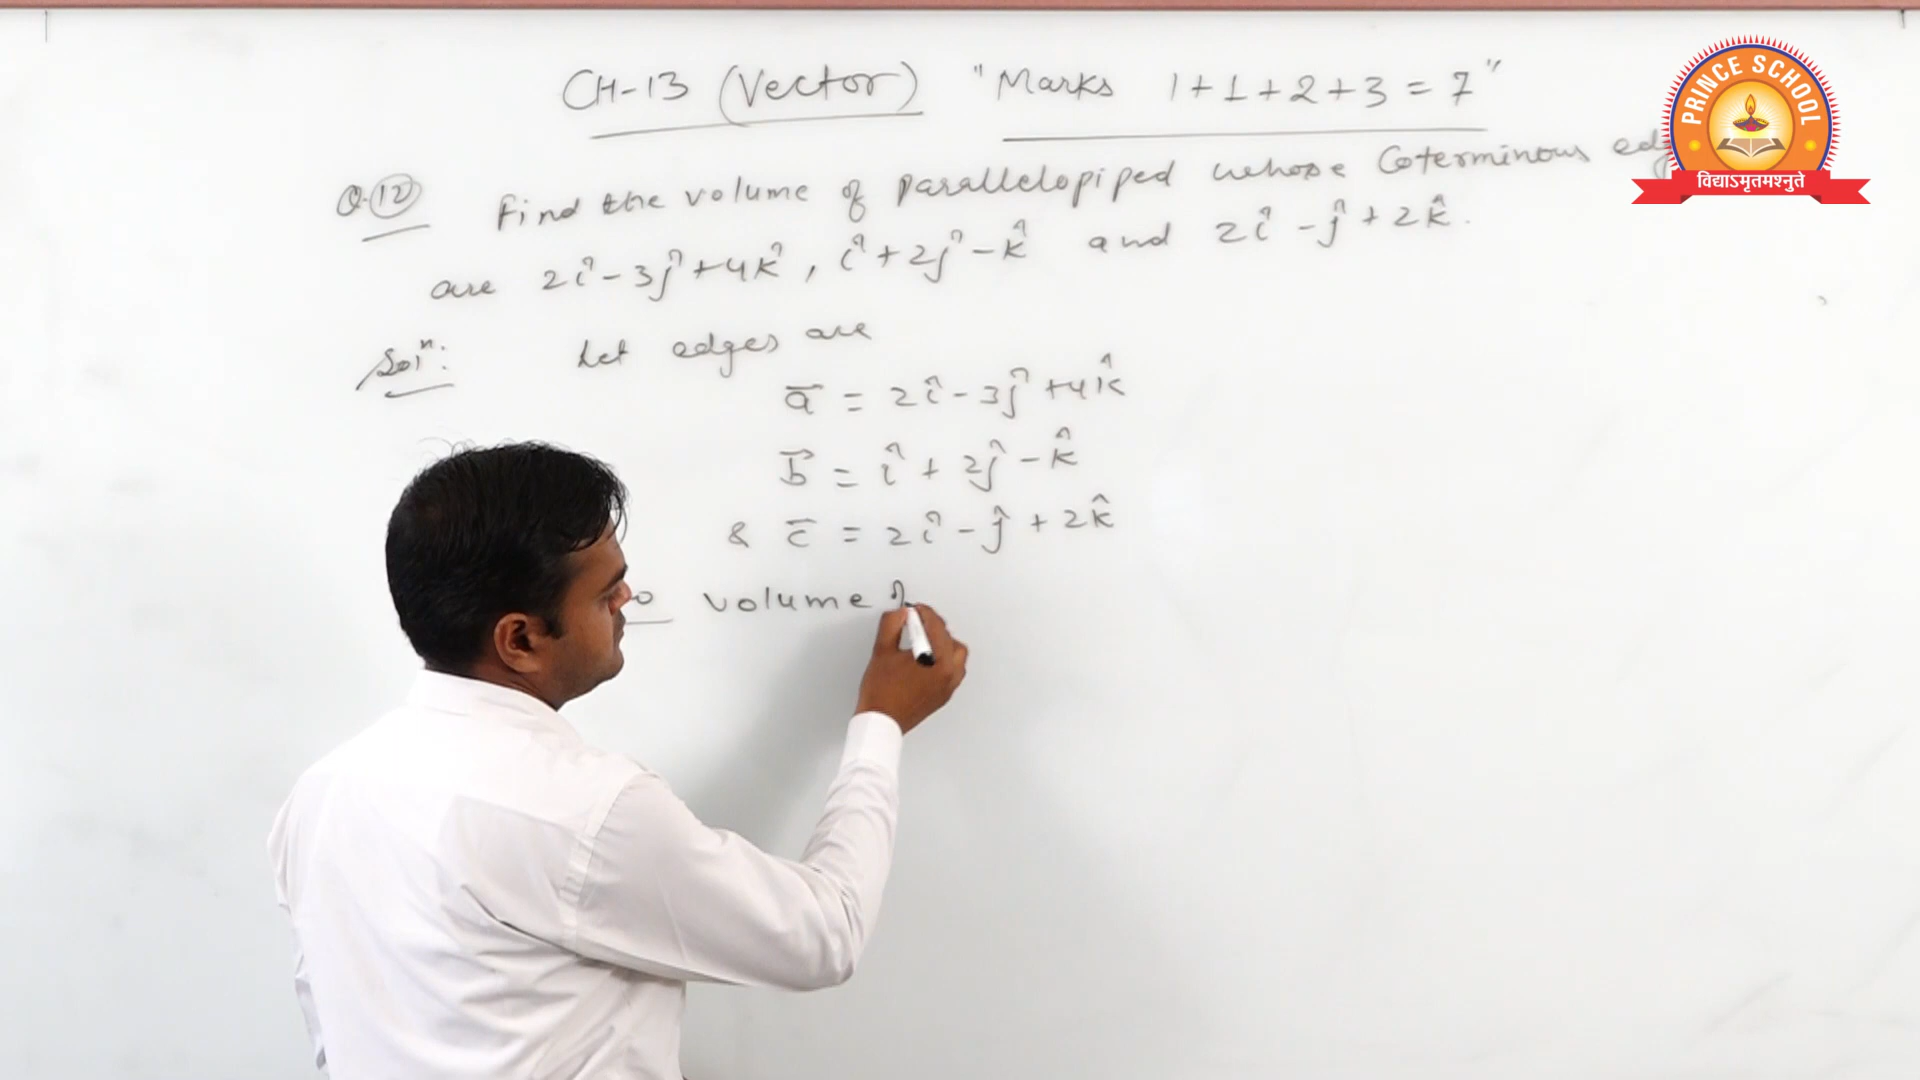 CH-13 (Vector) "Marks 1+1+2+3=7"
PRINCE SCHOOL
विद्याऽमृतमश्नुते
Q.12 Find the volume of parallelopiped whose Coterminous
are 2î-3ĵ+4k̂, î+2ĵ-k̂ and 2î-ĵ+2k̂.
Solⁿ: Let edges are
a̅ = 2î-3ĵ+4k̂
b⃗ = î+2ĵ-k̂
& c̅ = 2î-ĵ+2k̂
volume